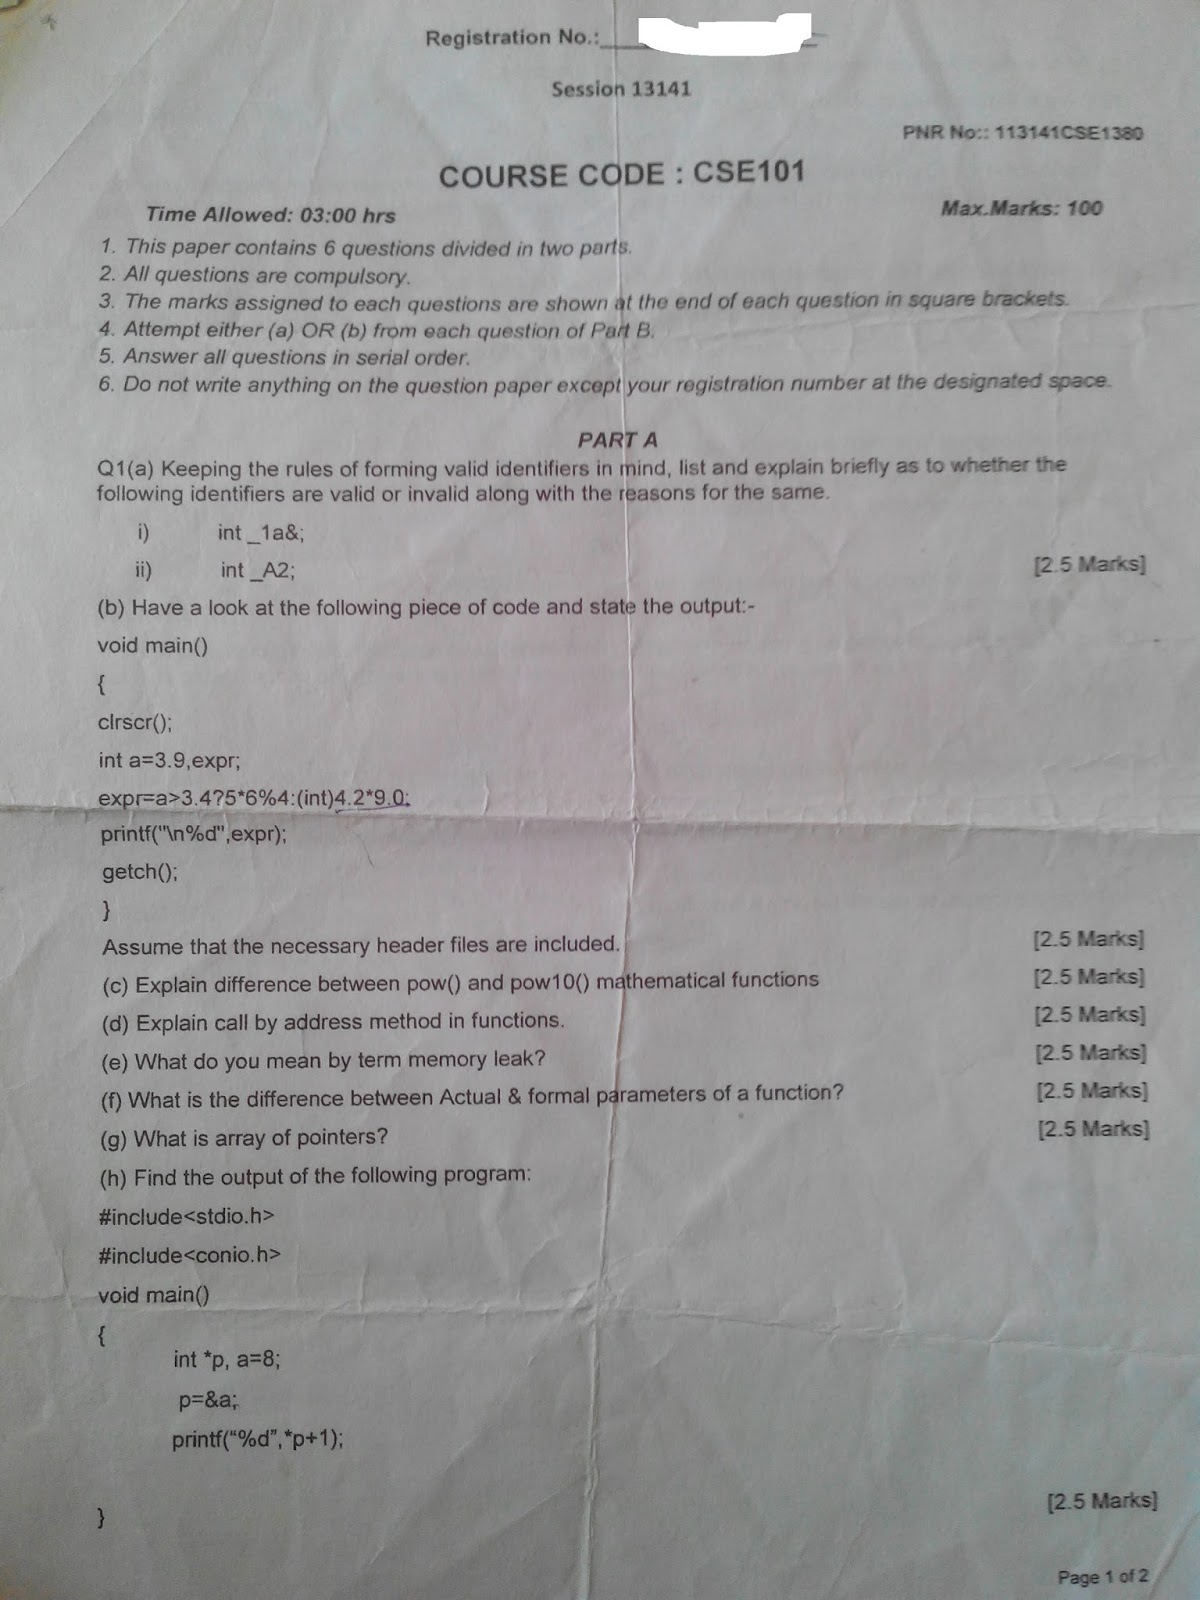 Registration No.:
Session 13141
PNR No:: 113141CSE1380
COURSE CODE : CSE101
Time Allowed: 03:00 hrs Max.Marks: 100
1. This paper contains 6 questions divided in two parts.
2. All questions are compulsory.
3. The marks assigned to each questions are shown at the end of each question in square brackets.
4. Attempt either (a) OR (b) from each question of Part B.
5. Answer all questions in serial order.
6. Do not write anything on the question paper except your registration number at the designated space.
PART A
Q1(a) Keeping the rules of forming valid identifiers in mind, list and explain briefly as to whether the
following identifiers are valid or invalid along with the reasons for the same.
i) int _1a&;
ii) int _A2; [2.5 Marks]
(b) Have a look at the following piece of code and state the output:-
void main()
{
clrscr();
int a=3.9,expr;
expr=a>3.4?5*6%4:(int)4.2*9.0;
printf("\n%d",expr);
getch();
}
Assume that the necessary header files are included. [2.5 Marks]
(c) Explain difference between pow() and pow10() mathematical functions [2.5 Marks]
(d) Explain call by address method in functions. [2.5 Marks]
(e) What do you mean by term memory leak? [2.5 Marks]
(f) What is the difference between Actual & formal parameters of a function? [2.5 Marks]
(g) What is array of pointers? [2.5 Marks]
(h) Find the output of the following program:
#include<stdio.h>
#include<conio.h>
void main()
{
int *p, a=8;
p=&a;
printf(“%d”,*p+1);
[2.5 Marks]
}
Page 1 of 2